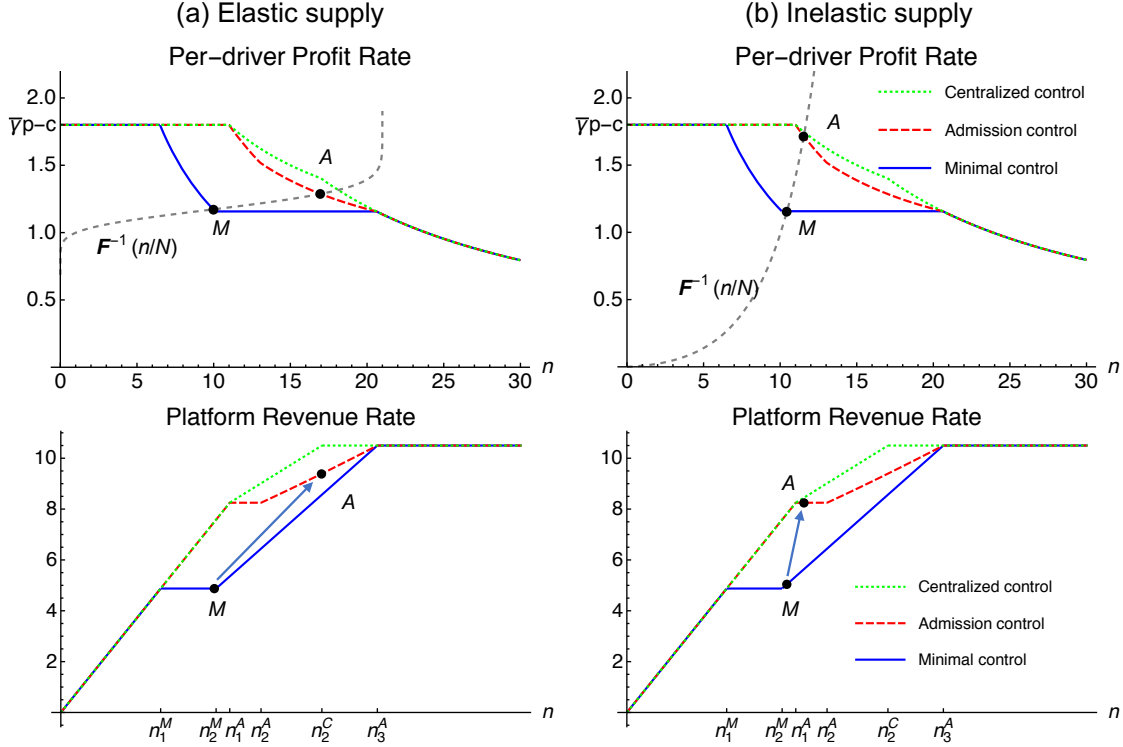 (a) Elastic supply
Per-driver Profit Rate
2.0
γ̅p-c
1.5
1.0
0.5
A
M
F⁻¹ (n/N)
0 5 10 15 20 25 30
n
(b) Inelastic supply
Per-driver Profit Rate
2.0
γ̅p-c
1.5
1.0
0.5
A
M
F⁻¹ (n/N)
Centralized control
Admission control
Minimal control
0 5 10 15 20 25 30
n
Platform Revenue Rate
10
8
6
4
2
A
M
n₁ᴹ n₂ᴹ n₁ᴬ n₂ᴬ n₂ᶜ n₃ᴬ
n
Platform Revenue Rate
10
8
6
4
2
A
M
Centralized control
Admission control
Minimal control
n₁ᴹ n₂ᴹ n₁ᴬ n₂ᴬ n₂ᶜ n₃ᴬ
n